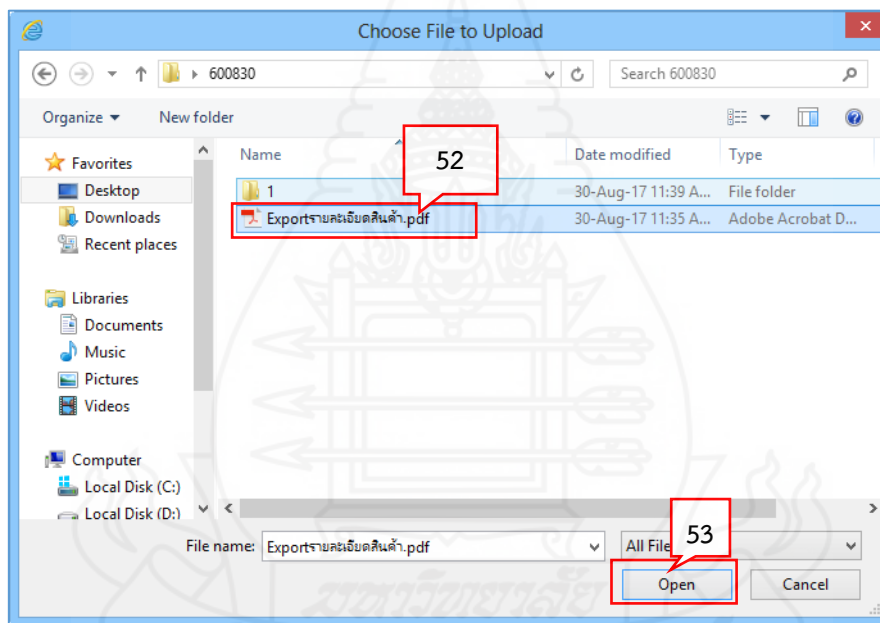 Choose File to Upload
600830
Search 600830
Organize
New folder
52
Name
Date modified
Type
Favorites
Desktop
Downloads
Recent places
Libraries
Documents
Music
Pictures
Videos
Computer
Local Disk (C:)
Local Disk (D:)
1
30-Aug-17 11:39 A...
File folder
Exportรายละเอียดสินค้า.pdf
30-Aug-17 11:35 A...
Adobe Acrobat D...
File name:
Exportรายละเอียดสินค้า.pdf
All File
53
Open
Cancel